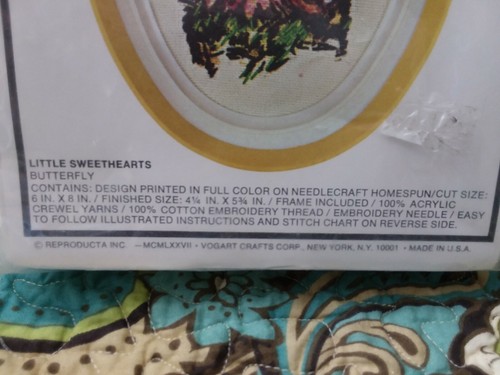 LITTLE SWEETHEARTS
BUTTERFLY
CONTAINS: DESIGN PRINTED IN FULL COLOR ON NEEDLECRAFT HOMESPUN/CUT SIZE:
6 IN. X 8 IN. / FINISHED SIZE: 4¼ IN. X 5¾ IN. / FRAME INCLUDED / 100% ACRYLIC
CREWEL YARNS / 100% COTTON EMBROIDERY THREAD / EMBROIDERY NEEDLE / EASY
TO FOLLOW ILLUSTRATED INSTRUCTIONS AND STITCH CHART ON REVERSE SIDE.
© REPRODUCTA INC. - MCMLXXVII • VOGART CRAFTS CORP., NEW YORK, N.Y. 10001 • MADE IN U.S.A.